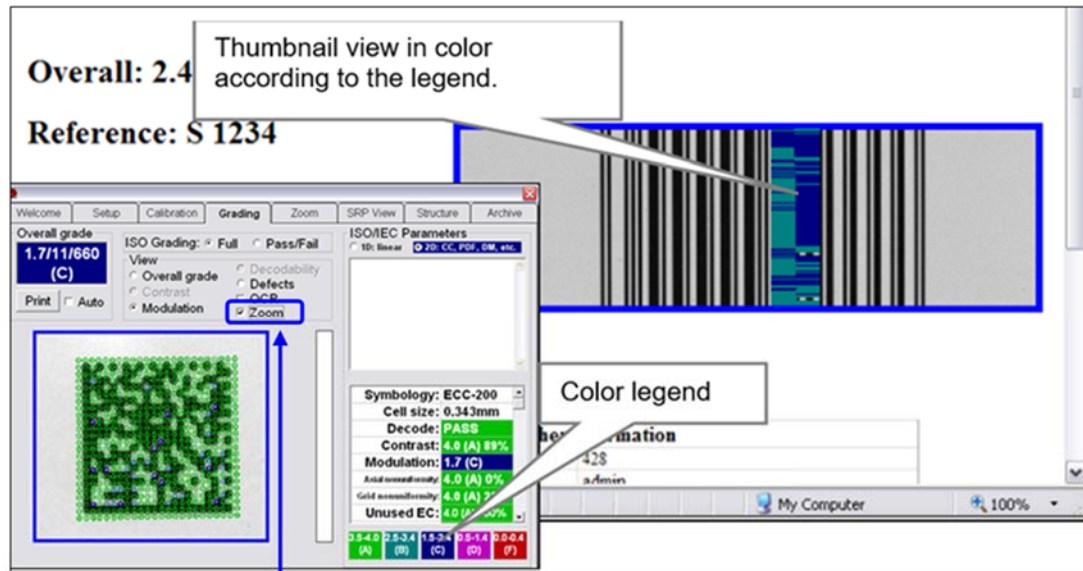 Overall: 2.4
Reference: S 1234
Thumbnail view in color
according to the legend.
Welcome Setup Calibration Grading Zoom SRP View Structure Archive
Overall grade
1.7/11/660
(C)
Print Auto
ISO Grading: Full Pass/Fail
View
Overall grade
Contrast
Modulation
Decodability
Defects
OCR
Zoom
ISO/IEC Parameters
1D: linear 2D: CC, PDF, DM, etc.
Color legend
Symbology: ECC-200
Cell size: 0.343mm
Decode: PASS
Contrast: 4.0 (A) 89%
Modulation: 1.7 (C)
Axial nonuniformity: 4.0 (A) 0%
Grid nonuniformity: 4.0 (A)
Unused EC: 4.0 (A)
3.5-4.0 2.5-3.4 1.5-2.4 0.5-1.4 0.0-0.4
(A) (B) (C) (D) (F)
428
admin
My Computer 100%